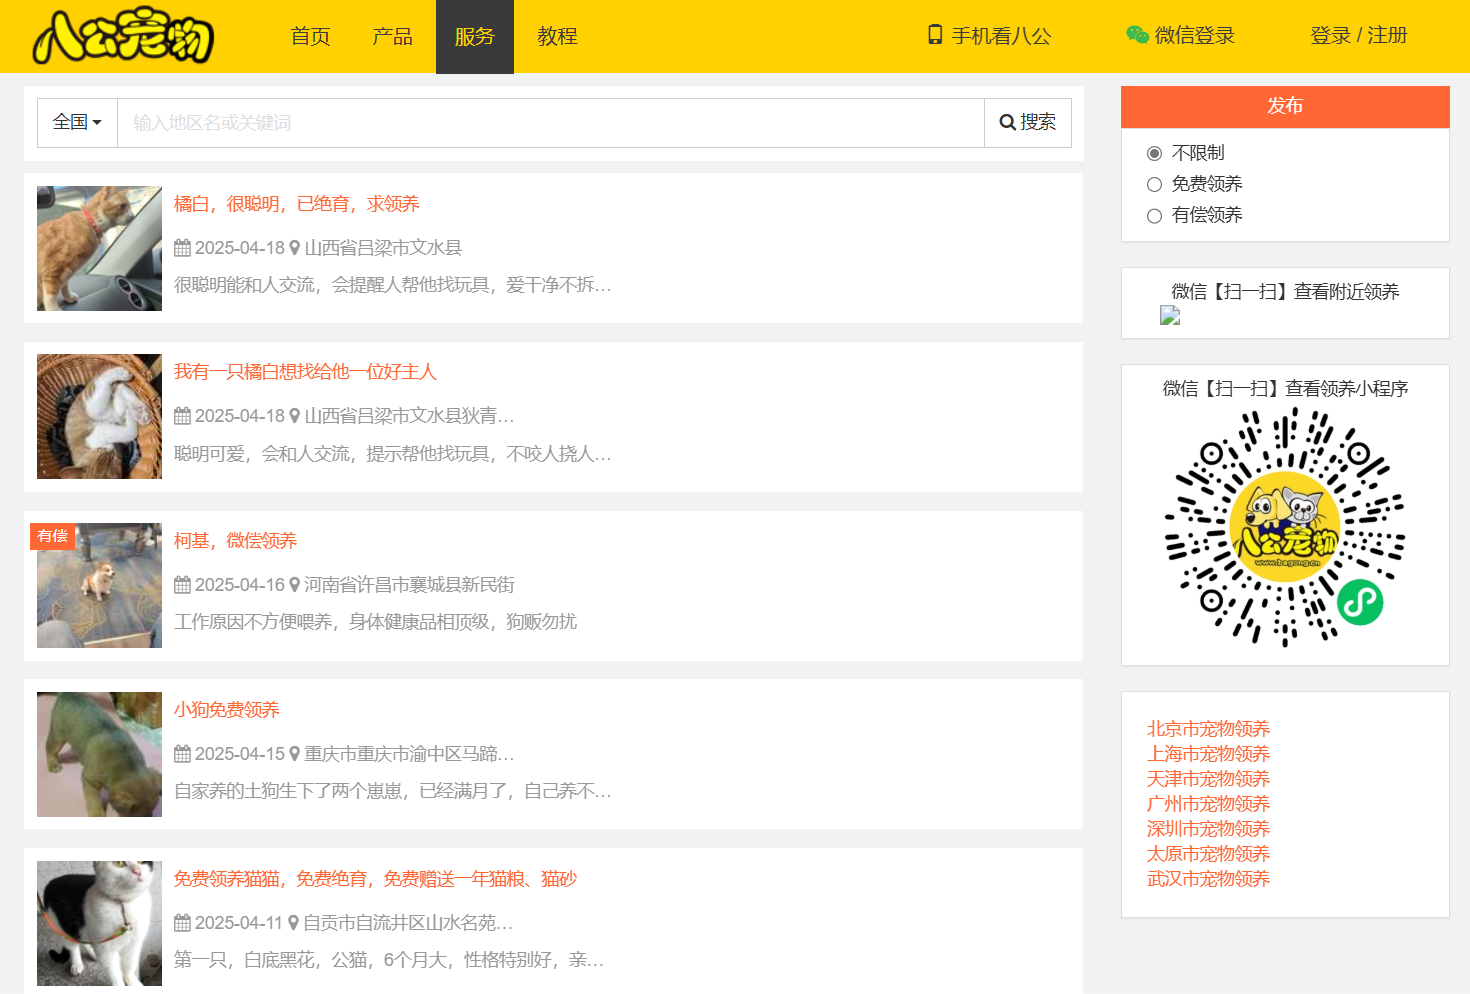 八公宠物
首页 产品 服务 教程 手机看八公 微信登录 登录 / 注册
全国 输入地区名或关键词 搜索
橘白，很聪明，已绝育，求领养
2025-04-18 山西省吕梁市文水县
很聪明能和人交流，会提醒人帮他找玩具，爱干净不拆…
我有一只橘白想找给他一位好主人
2025-04-18 山西省吕梁市文水县狄青…
聪明可爱，会和人交流，提示帮他找玩具，不咬人挠人…
有偿
柯基，微偿领养
2025-04-16 河南省许昌市襄城县新民街
工作原因不方便喂养，身体健康品相顶级，狗贩勿扰
小狗免费领养
2025-04-15 重庆市重庆市渝中区马蹄…
自家养的土狗生下了两个崽崽，已经满月了，自己养不…
免费领养猫猫，免费绝育，免费赠送一年猫粮、猫砂
2025-04-11 自贡市自流井区山水名苑…
第一只，白底黑花，公猫，6个月大，性格特别好，亲…
发布
不限制
免费领养
有偿领养
微信【扫一扫】查看附近领养
微信【扫一扫】查看领养小程序
八公宠物
www.bagong.cn
北京市宠物领养
上海市宠物领养
天津市宠物领养
广州市宠物领养
深圳市宠物领养
太原市宠物领养
武汉市宠物领养